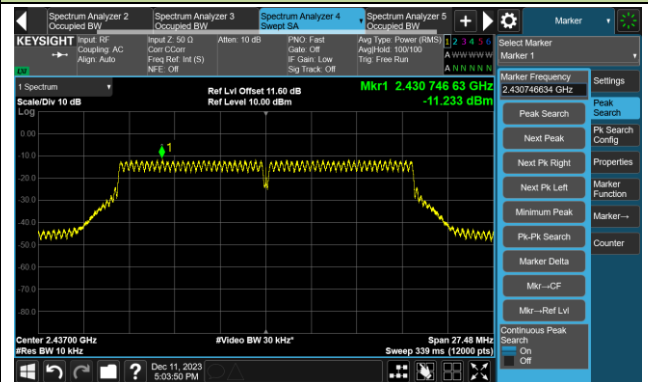 Spectrum Analyzer 2
Occupied BW
Spectrum Analyzer 3
Occupied BW
Spectrum Analyzer 4
Swept SA
Spectrum Analyzer 5
Occupied BW
+
Marker
KEYSIGHT
Input: RF
Coupling: AC
Align: Auto
Input Z: 50 Ω
Corr CCorr
Freq Ref: Int (S)
NFE: Off
Atten: 10 dB
PNO: Fast
Gate: Off
IF Gain: Low
Sig Track: Off
Avg Type: Power (RMS)
Avg|Hold: 100/100
Trig: Free Run
1 2 3 4 5 6
A W W W W W
A N N N N N
LXI
Select Marker
Marker 1
1 Spectrum
Scale/Div 10 dB
Ref Lvl Offset 11.60 dB
Ref Level 10.00 dBm
Mkr1 2.430 746 63 GHz
-11.233 dBm
Log
0.00
-10.0
-20.0
-30.0
-40.0
-50.0
-60.0
-70.0
-80.0
1
Center 2.43700 GHz
#Res BW 10 kHz
#Video BW 30 kHz*
Span 27.48 MHz
Sweep 339 ms (12000 pts)
Marker Frequency
2.430746634 GHz
Peak Search
Next Peak
Next Pk Right
Next Pk Left
Minimum Peak
Pk-Pk Search
Marker Delta
Mkr→CF
Mkr→Ref Lvl
Continuous Peak
Search
On
Off
Settings
Peak
Search
Pk Search
Config
Properties
Marker
Function
Marker→
Counter
?
Dec 11, 2023
5:03:50 PM